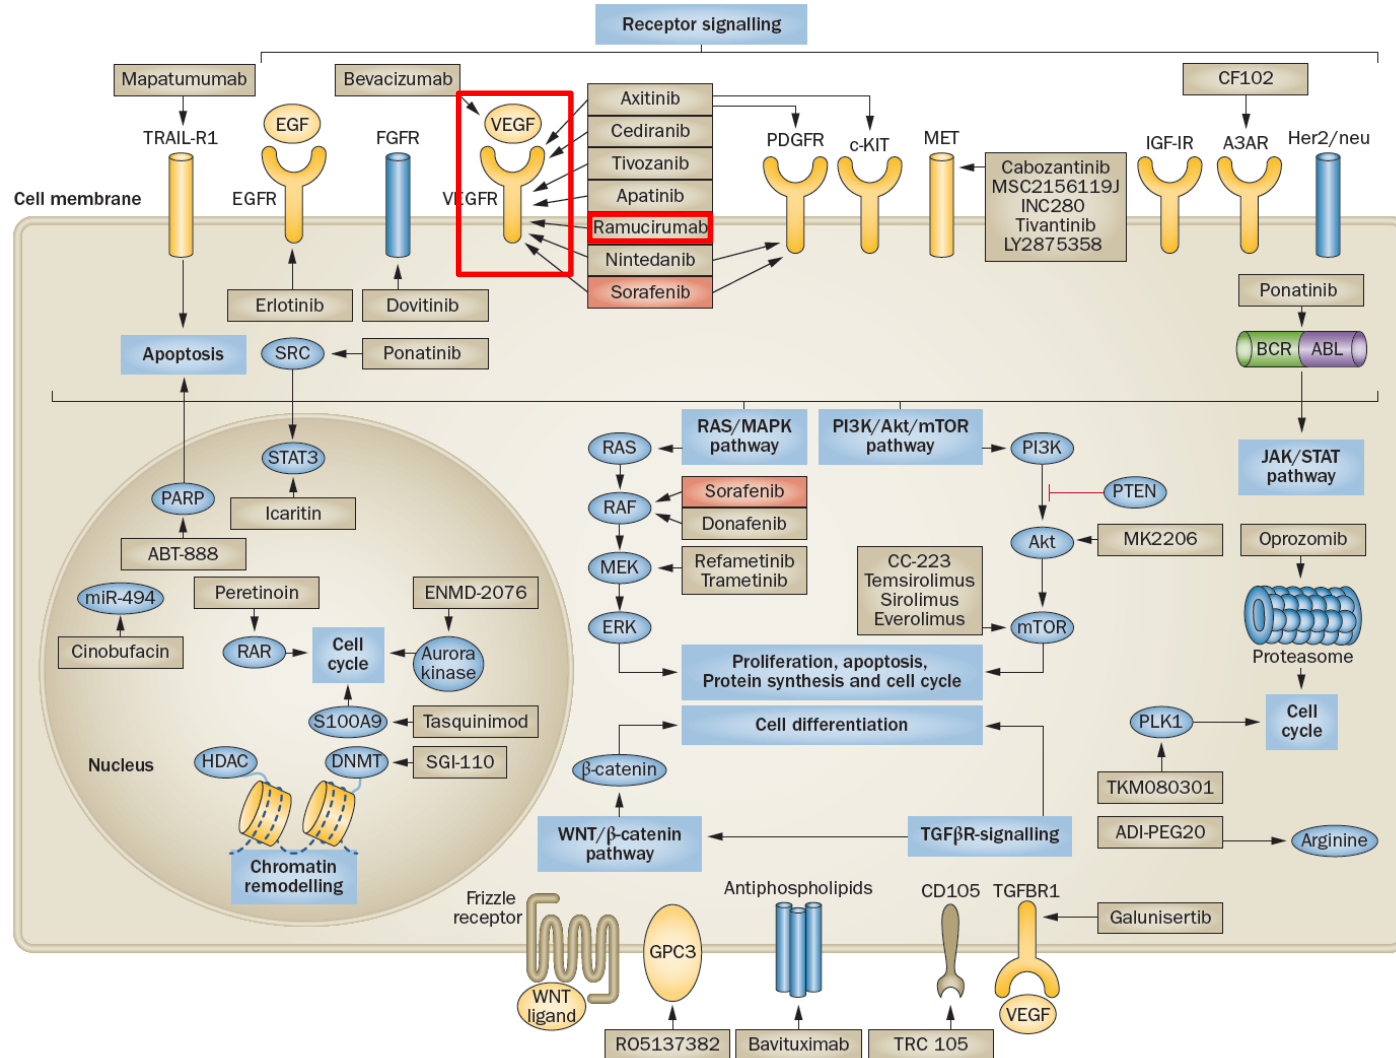 Receptor signalling
Mapatumumab
Bevacizumab
Axitinib
CF102
EGF
VEGF
TRAIL-R1
FGFR
Cediranib
PDGFR
c-KIT
MET
IGF-IR
A3AR
Her2/neu
Tivozanib
Cabozantinib
MSC2156119J
INC280
Tivantinib
LY2875358
Cell membrane
EGFR
VEGFR
Apatinib
Ramucirumab
Nintedanib
Sorafenib
Erlotinib
Dovitinib
Ponatinib
Apoptosis
SRC
Ponatinib
BCR
ABL
RAS/MAPK
pathway
PI3K/Akt/mTOR
pathway
RAS
PI3K
JAK/STAT
pathway
STAT3
PARP
Icaritin
Sorafenib
RAF
Donafenib
PTEN
ABT-888
Akt
MK2206
Oprozomib
MEK
Refametinib
Trametinib
CC-223
Temsirolimus
Sirolimus
Everolimus
miR-494
Peretinoin
ENMD-2076
ERK
mTOR
Cinobufacin
RAR
Cell
cycle
Aurora
kinase
Proteasome
Proliferation, apoptosis,
Protein synthesis and cell cycle
S100A9
Tasquinimod
Cell differentiation
PLK1
Cell
cycle
Nucleus
HDAC
DNMT
SGI-110
β-catenin
TKM080301
WNT/β-catenin
pathway
TGFβR-signalling
ADI-PEG20
Arginine
Chromatin
remodelling
Frizzle
receptor
Antiphospholipids
CD105
TGFBR1
Galunisertib
GPC3
WNT
ligand
VEGF
RO5137382
Bavituximab
TRC 105